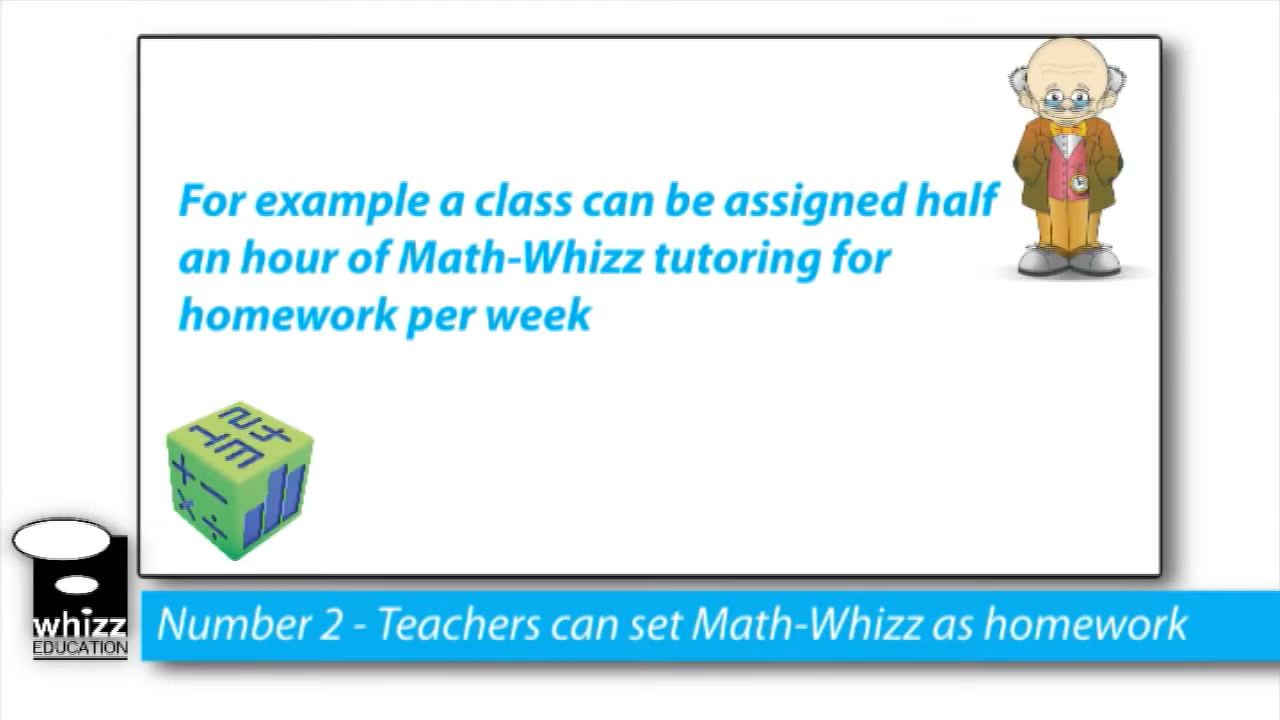 For example a class can be assigned half
an hour of Math-Whizz tutoring for
homework per week
whizz
EDUCATION
Number 2 - Teachers can set Math-Whizz as homework